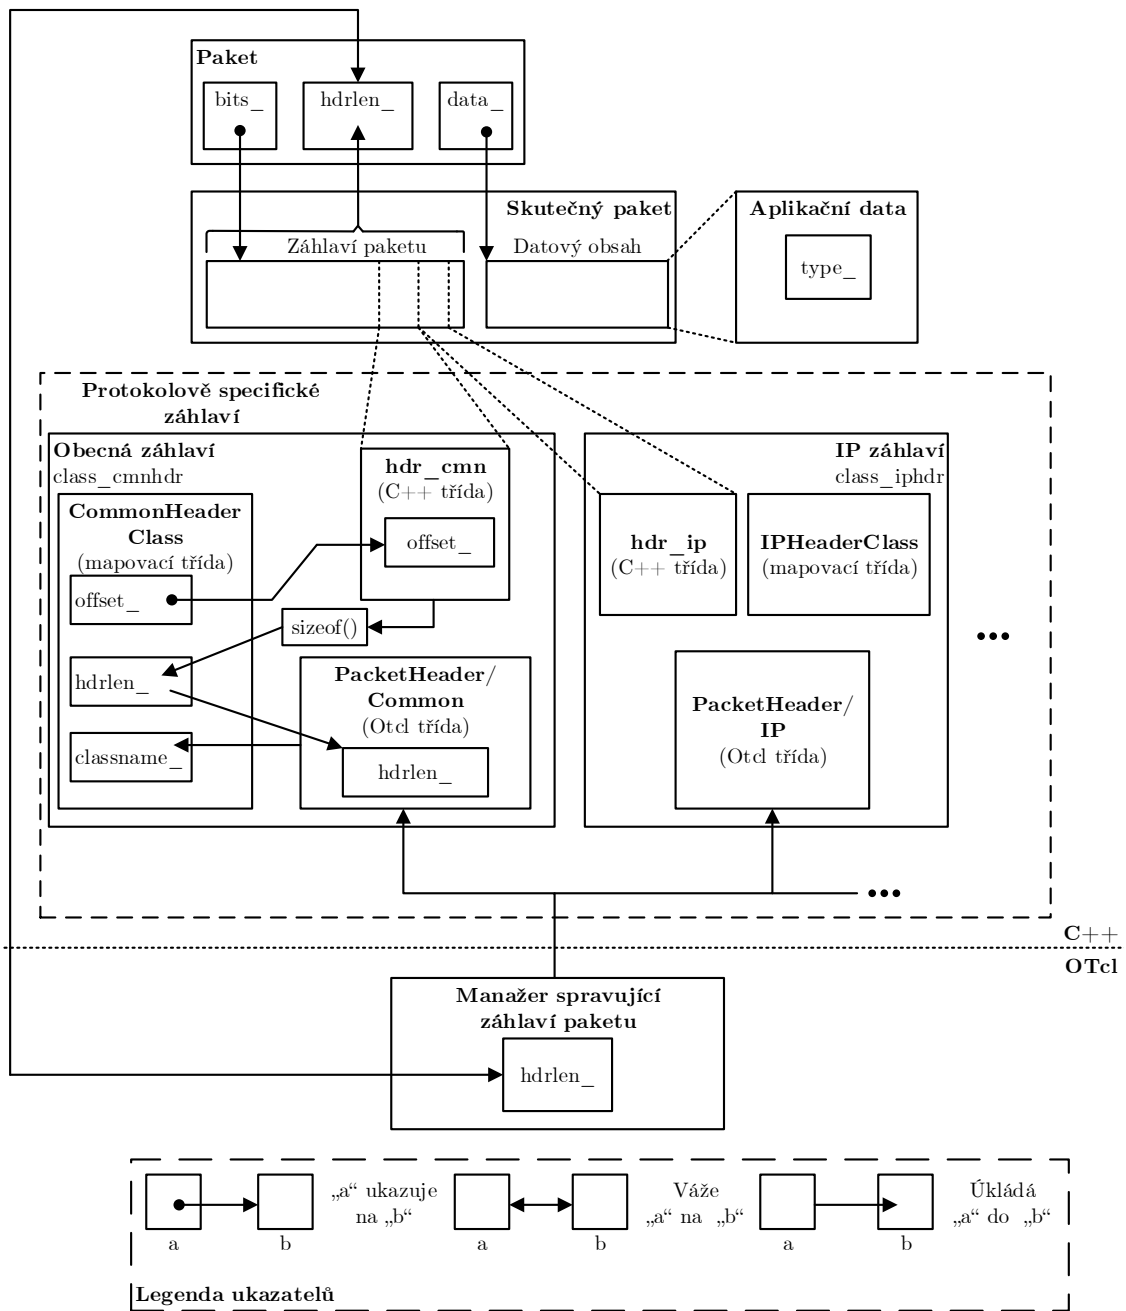 Paket
bits_
hdrlen_
data_
Skutečný paket
Aplikační data
Záhlaví paketu
Datový obsah
type_
Protokolově specifické
záhlaví
Obecná záhlaví
class_cmnhdr
IP záhlaví
class_iphdr
hdr_cmn
(C++ třída)
offset_
CommonHeader
Class
(mapovací třída)
offset_
hdrlen_
classname_
sizeof()
hdr_ip
(C++ třída)
IPHeaderClass
(mapovací třída)
PacketHeader/
Common
(Otcl třída)
hdrlen_
PacketHeader/
IP
(Otcl třída)
C++
OTcl
Manažer spravující
záhlaví paketu
hdrlen_
„a“ ukazuje
na „b“
Váže
„a“ na „b“
Úkládá
„a“ do „b“
a
b
a
b
a
b
Legenda ukazatelů